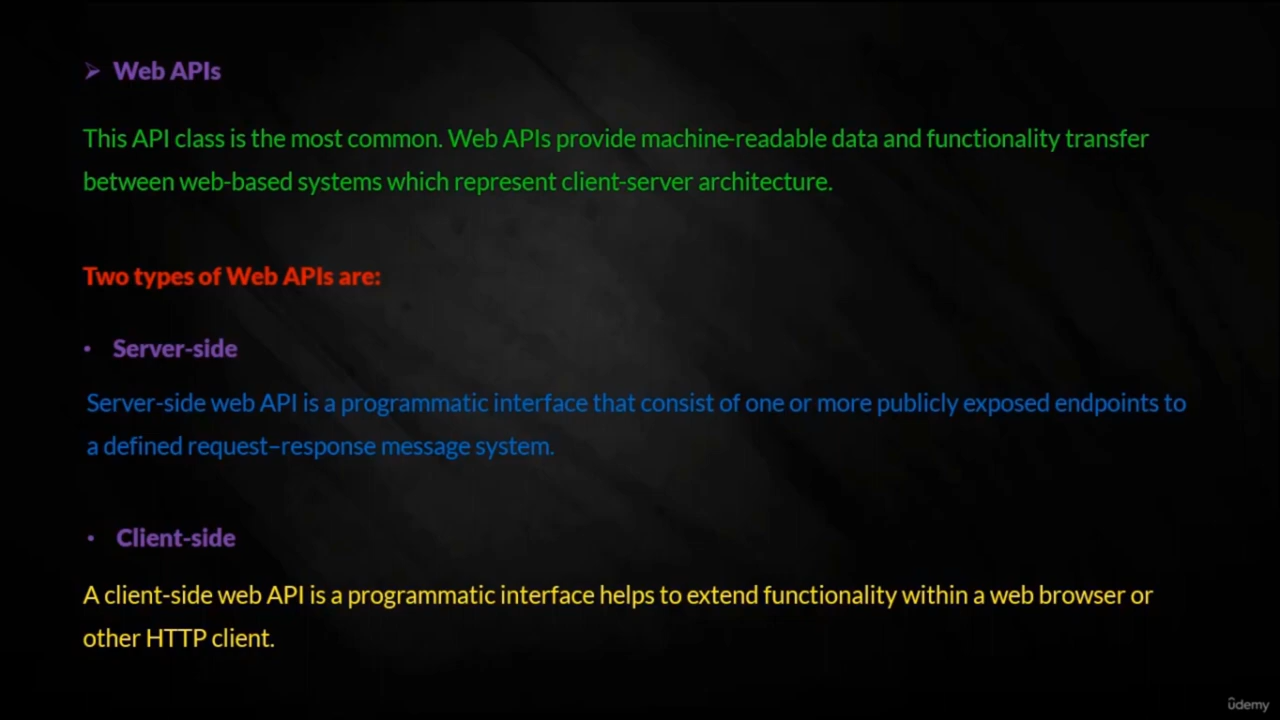 ➢ Web APIs
This API class is the most common. Web APIs provide machine-readable data and functionality transfer
between web-based systems which represent client-server architecture.
Two types of Web APIs are:
• Server-side
Server-side web API is a programmatic interface that consist of one or more publicly exposed endpoints to
a defined request–response message system.
• Client-side
A client-side web API is a programmatic interface helps to extend functionality within a web browser or
other HTTP client.
ûdemy